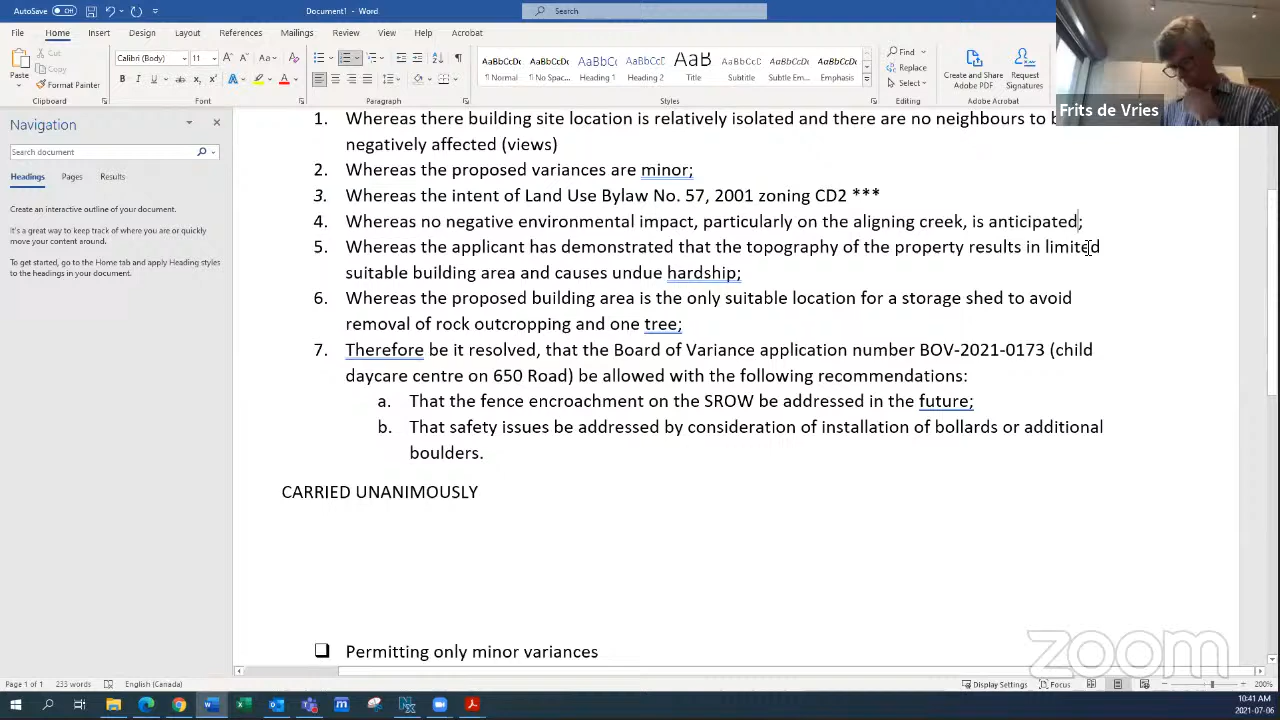 AutoSave Off Document1 - Word Search
File Home Insert Draw Design Layout References Mailings Review View Help Acrobat
Paste Cut Copy Format Painter Calibri (Body) 11 Find Replace Select Create and Share Adobe PDF Request Signatures
AaBbCcDc AaBbCcDc AaBbC AaBbCcC AaB AaBbCcD AaBbCcDc AaBbCcDc
¶ Normal ¶ No Spac... Heading 1 Heading 2 Title Subtitle Subtle Em... Emphasis
Clipboard Font Paragraph Styles Editing Adobe Acrobat
Frits de Vries
Navigation
Search document
Headings Pages Results
Create an interactive outline of your document.
It's a great way to keep track of where you are or quickly
move your content around.
To get started, go to the Home tab and apply Heading styles
to the headings in your document.
1. Whereas there building site location is relatively isolated and there are no neighbours to
negatively affected (views)
2. Whereas the proposed variances are minor;
3. Whereas the intent of Land Use Bylaw No. 57, 2001 zoning CD2 ***
4. Whereas no negative environmental impact, particularly on the aligning creek, is anticipated;
5. Whereas the applicant has demonstrated that the topography of the property results in limited
suitable building area and causes undue hardship;
6. Whereas the proposed building area is the only suitable location for a storage shed to avoid
removal of rock outcropping and one tree;
7. Therefore be it resolved, that the Board of Variance application number BOV-2021-0173 (child
daycare centre on 650 Road) be allowed with the following recommendations:
a. That the fence encroachment on the SROW be addressed in the future;
b. That safety issues be addressed by consideration of installation of bollards or additional
boulders.
CARRIED UNANIMOUSLY
Permitting only minor variances
zoom
Page 1 of 1 233 words English (Canada) Display Settings Focus 200%
10:41 AM
2021-07-06